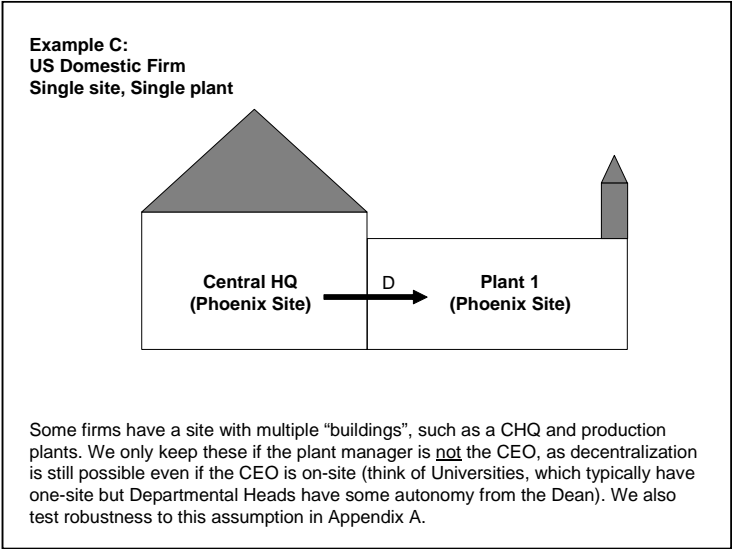 Example C:
US Domestic Firm
Single site, Single plant
Central HQ
(Phoenix Site)
D
Plant 1
(Phoenix Site)
Some firms have a site with multiple “buildings”, such as a CHQ and production
plants. We only keep these if the plant manager is not the CEO, as decentralization
is still possible even if the CEO is on-site (think of Universities, which typically have
one-site but Departmental Heads have some autonomy from the Dean). We also
test robustness to this assumption in Appendix A.